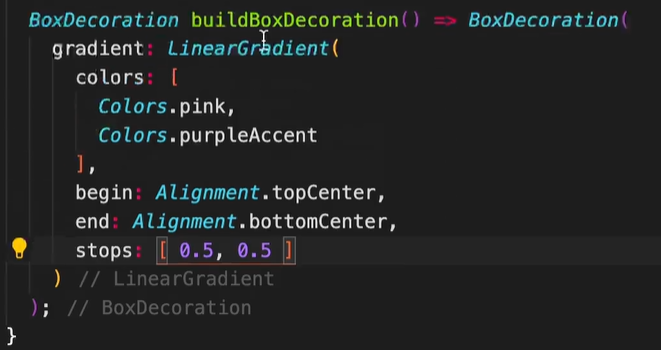 BoxDecoration buildBoxDecoration() => BoxDecoration(
gradient: LinearGradient(
colors: [
Colors.pink,
Colors.purpleAccent
],
begin: Alignment.topCenter,
end: Alignment.bottomCenter,
stops: [ 0.5, 0.5 ]
) // LinearGradient
); // BoxDecoration
}